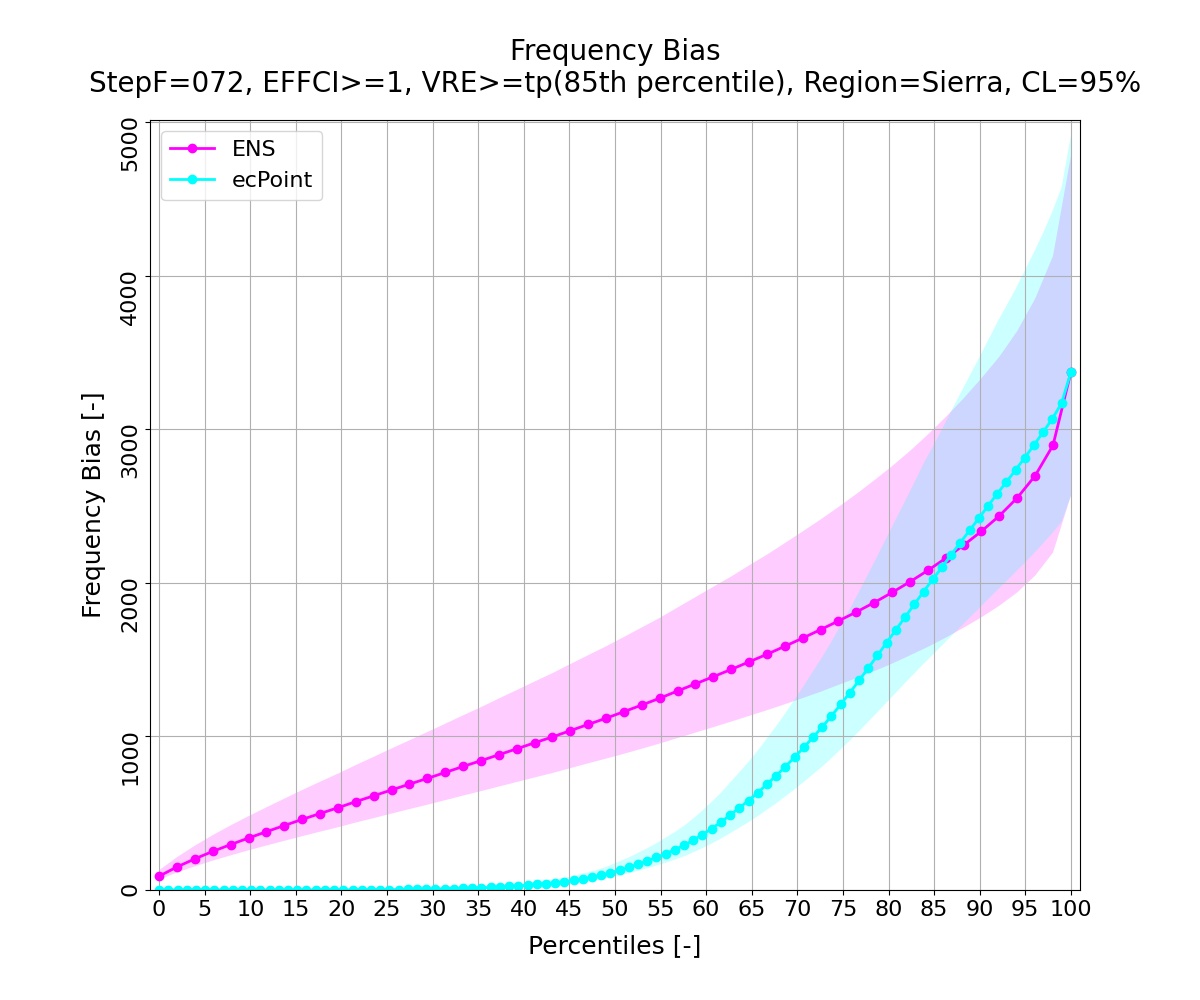 Frequency Bias
StepF=072, EFFCI>=1, VRE>=tp(85th percentile), Region=Sierra, CL=95%
ENS
ecPoint
Frequency Bias [-]
5000
4000
3000
2000
1000
0
0 5 10 15 20 25 30 35 40 45 50 55 60 65 70 75 80 85 90 95 100
Percentiles [-]